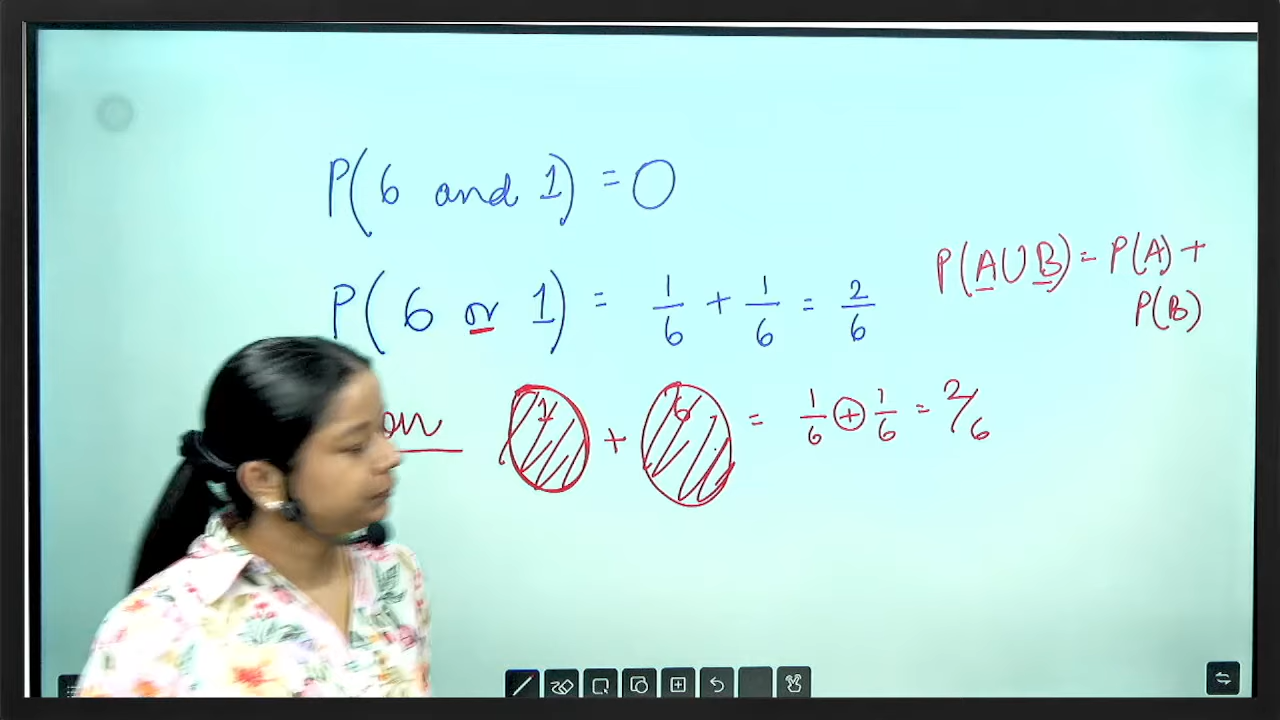 P(6 and 1) = 0
P(6 or 1) = 1/6 + 1/6 = 2/6
P(A∪B) = P(A) +
P(B)
1 + 6 = 1/6 + 1/6 = 2/6